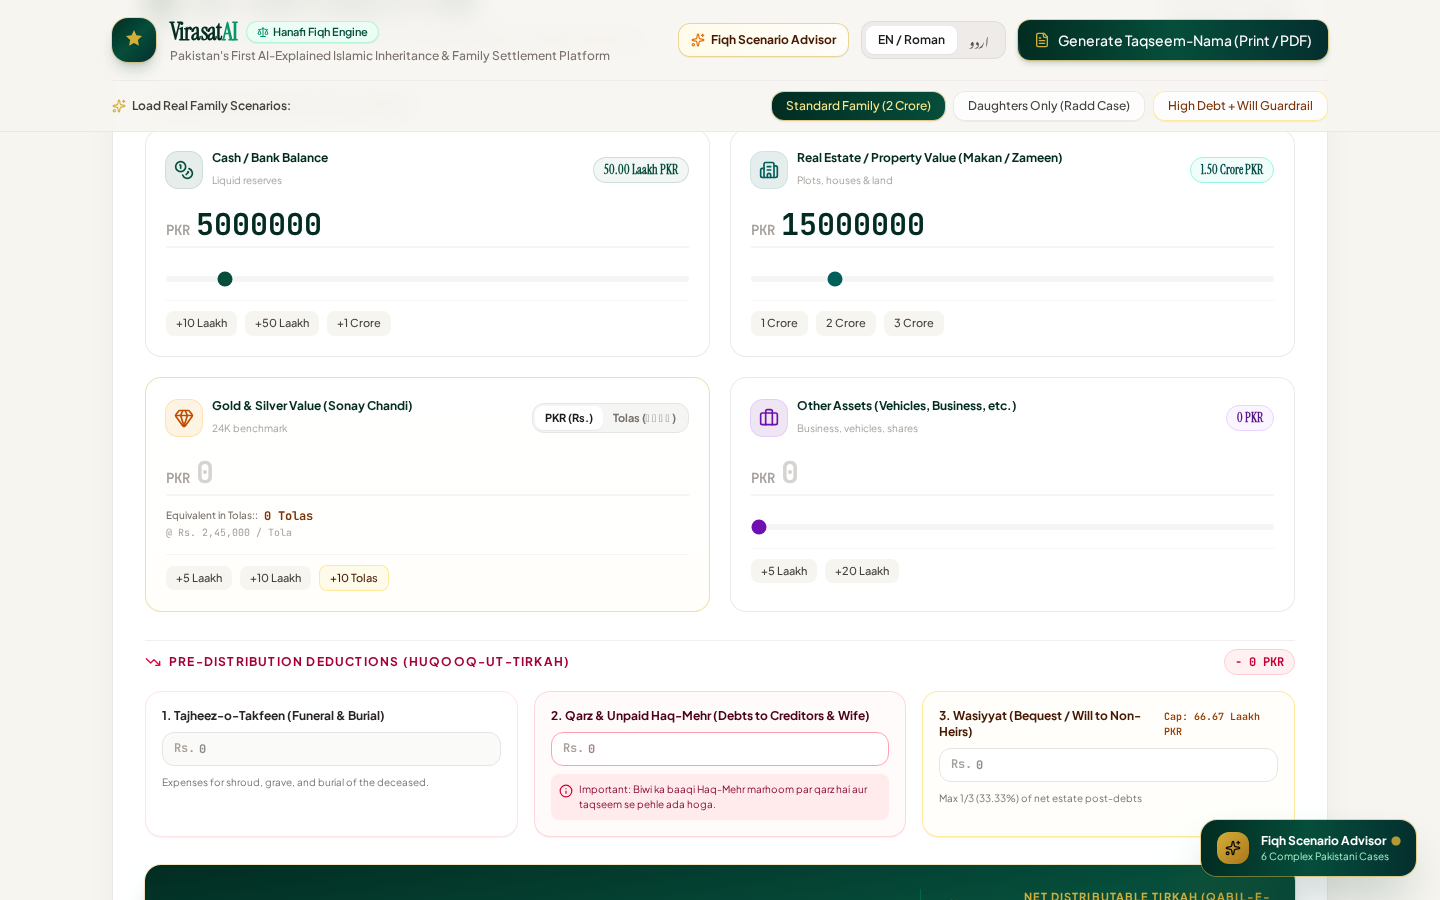 VirasatAI
Hanafi Fiqh Engine
Pakistan's First AI-Explained Islamic Inheritance & Family Settlement Platform
Fiqh Scenario Advisor
EN / Roman
اردو
Generate Taqseem-Nama (Print / PDF)
Load Real Family Scenarios:
Standard Family (2 Crore)
Daughters Only (Radd Case)
High Debt + Will Guardrail
Cash / Bank Balance
Liquid reserves
50.00 Laakh PKR
PKR 5000000
+10 Laakh
+50 Laakh
+1 Crore
Real Estate / Property Value (Makan / Zameen)
Plots, houses & land
1.50 Crore PKR
PKR 15000000
1 Crore
2 Crore
3 Crore
Gold & Silver Value (Sonay Chandi)
24K benchmark
PKR (Rs.)
Tolas (    )
PKR 0
Equivalent in Tolas:: 0 Tolas
@ Rs. 2,45,000 / Tola
+5 Laakh
+10 Laakh
+10 Tolas
Other Assets (Vehicles, Business, etc.)
Business, vehicles, shares
0 PKR
PKR 0
+5 Laakh
+20 Laakh
PRE-DISTRIBUTION DEDUCTIONS (HUQOOQ-UT-TIRKAH)
- 0 PKR
1. Tajheez-o-Takfeen (Funeral & Burial)
Rs. 0
Expenses for shroud, grave, and burial of the deceased.
2. Qarz & Unpaid Haq-Mehr (Debts to Creditors & Wife)
Rs. 0
Important: Biwi ka baaqi Haq-Mehr marhoom par qarz hai aur
taqseem se pehle ada hoga.
3. Wasiyyat (Bequest / Will to Non-
Heirs)
Cap: 66.67 Laakh
PKR
Rs. 0
Max 1/3 (33.33%) of net estate post-debts
Fiqh Scenario Advisor
6 Complex Pakistani Cases
NET DISTRIBUTABLE TIRKAH (QABIL-E-